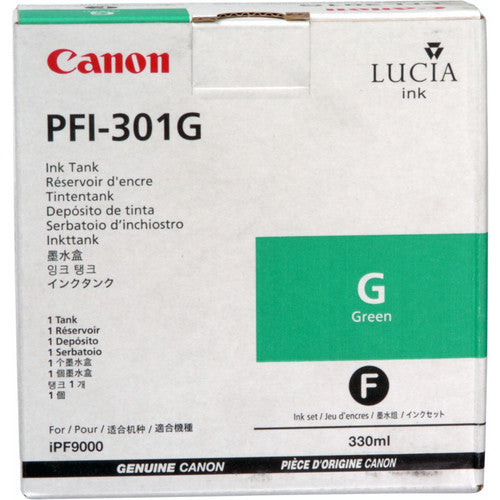 Canon
LUCIA
ink
PFI-301G
Ink Tank
Réservoir d'encre
Tintentank
Depósito de tinta
Serbatoio d'inchiostro
Inkttank
墨水盒
잉크 탱크
インクタンク
G
Green
1 Tank
1 Réservoir
1 Depósito
1 Serbatoio
1 个墨水盒
1 個墨水盒
탱크 1 개
1 個
F
Ink set / Jeu d'encres / 墨水组 / インクセット
For / Pour / 适合机种 / 適合機種
iPF9000
330ml
GENUINE CANON
PIÈCE D'ORIGINE CANON